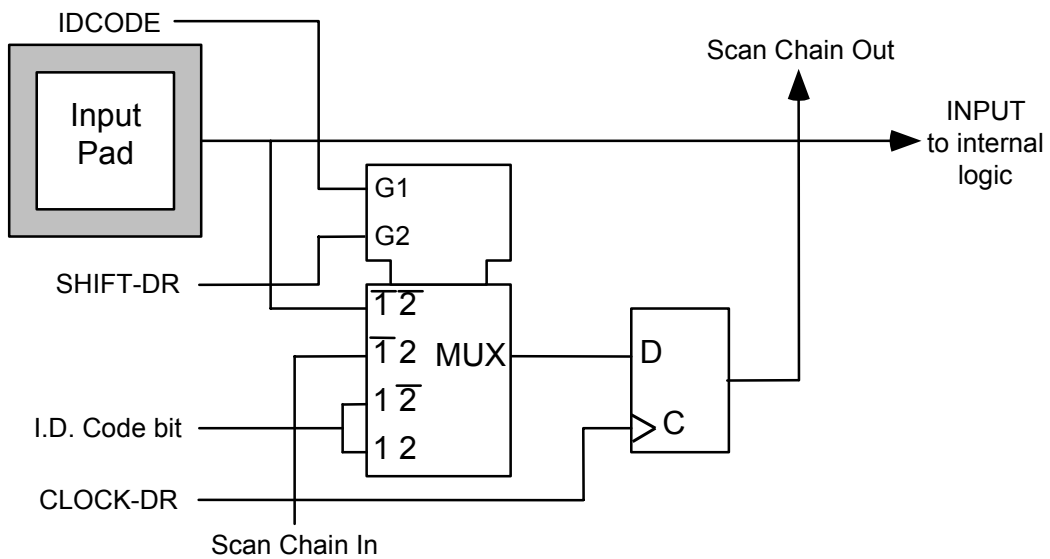 IDCODE
Scan Chain Out
Input
Pad
INPUT
to internal
logic
G1
G2
SHIFT-DR
1̅ 2̅
1̅ 2
MUX
D
1 2̅
I.D. Code bit
1 2
C
CLOCK-DR
Scan Chain In